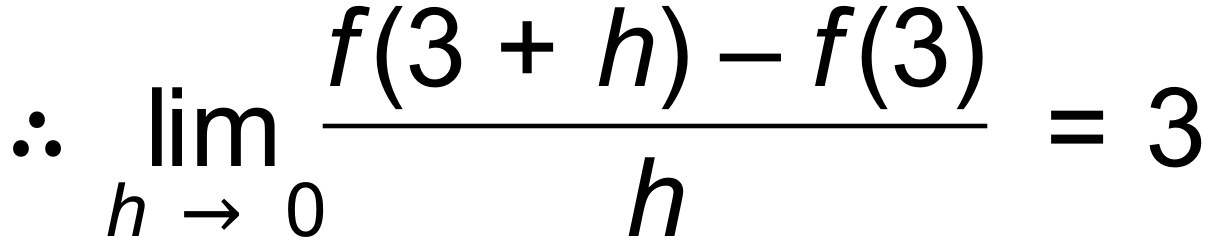 ∴ lim h → 0 f(3 + h) – f(3) / h = 3